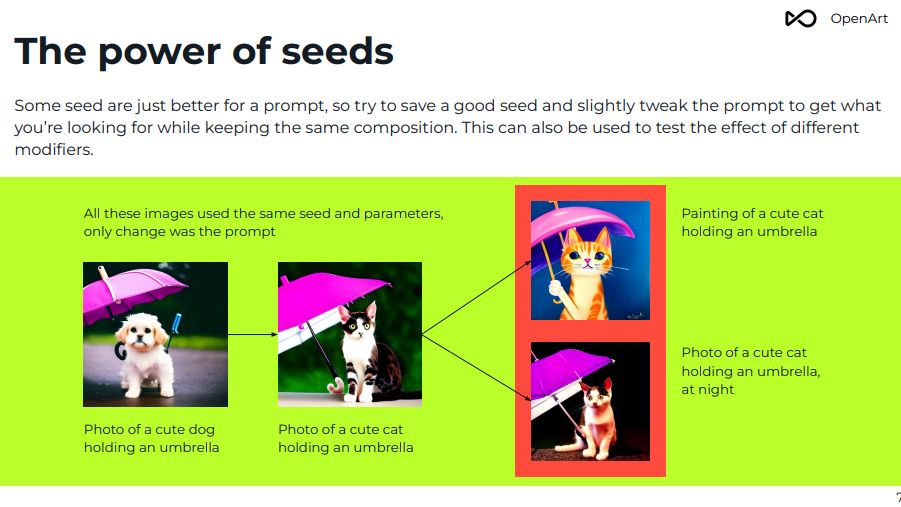 OpenArt
The power of seeds
Some seed are just better for a prompt, so try to save a good seed and slightly tweak the prompt to get what
you’re looking for while keeping the same composition. This can also be used to test the effect of different
modifiers.
All these images used the same seed and parameters,
only change was the prompt
Photo of a cute dog
holding an umbrella
Photo of a cute cat
holding an umbrella
Painting of a cute cat
holding an umbrella
Photo of a cute cat
holding an umbrella,
at night